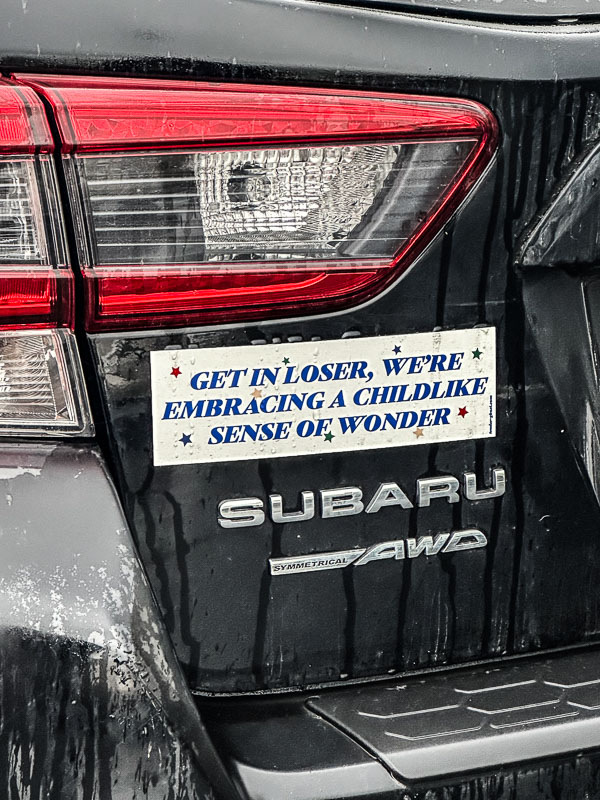 GET IN LOSER, WE'RE
EMBRACING A CHILDLIKE
SENSE OF WONDER
SUBARU
SYMMETRICAL AWD